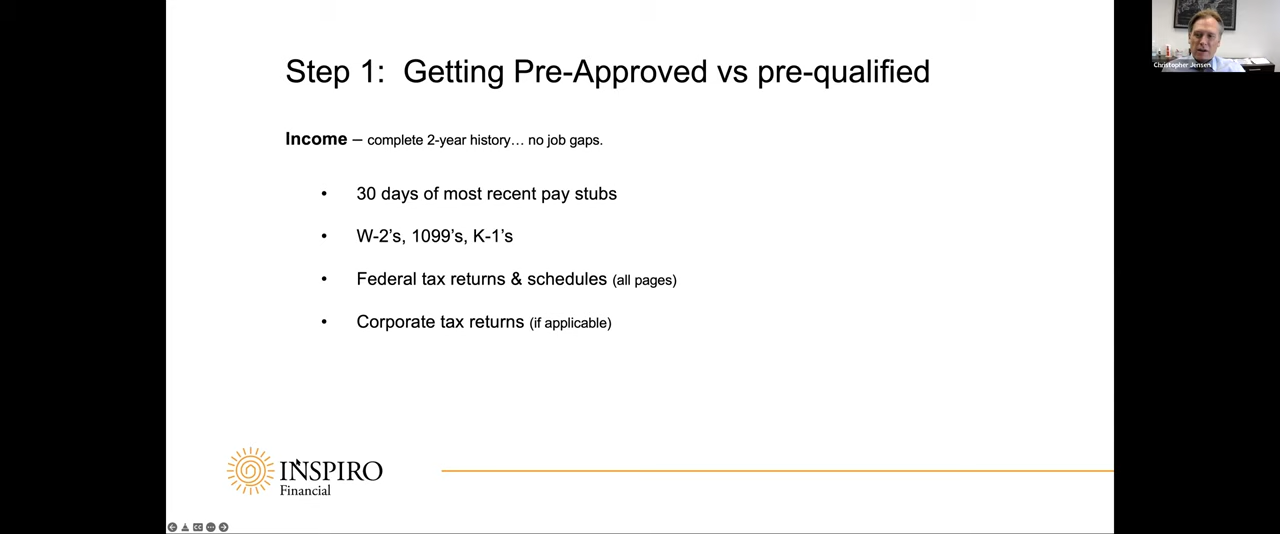 Step 1: Getting Pre-Approved vs pre-qualified
Christopher Jensen
Income – complete 2-year history… no job gaps.
• 30 days of most recent pay stubs
• W-2’s, 1099’s, K-1’s
• Federal tax returns & schedules (all pages)
• Corporate tax returns (if applicable)
INSPIRO
Financial